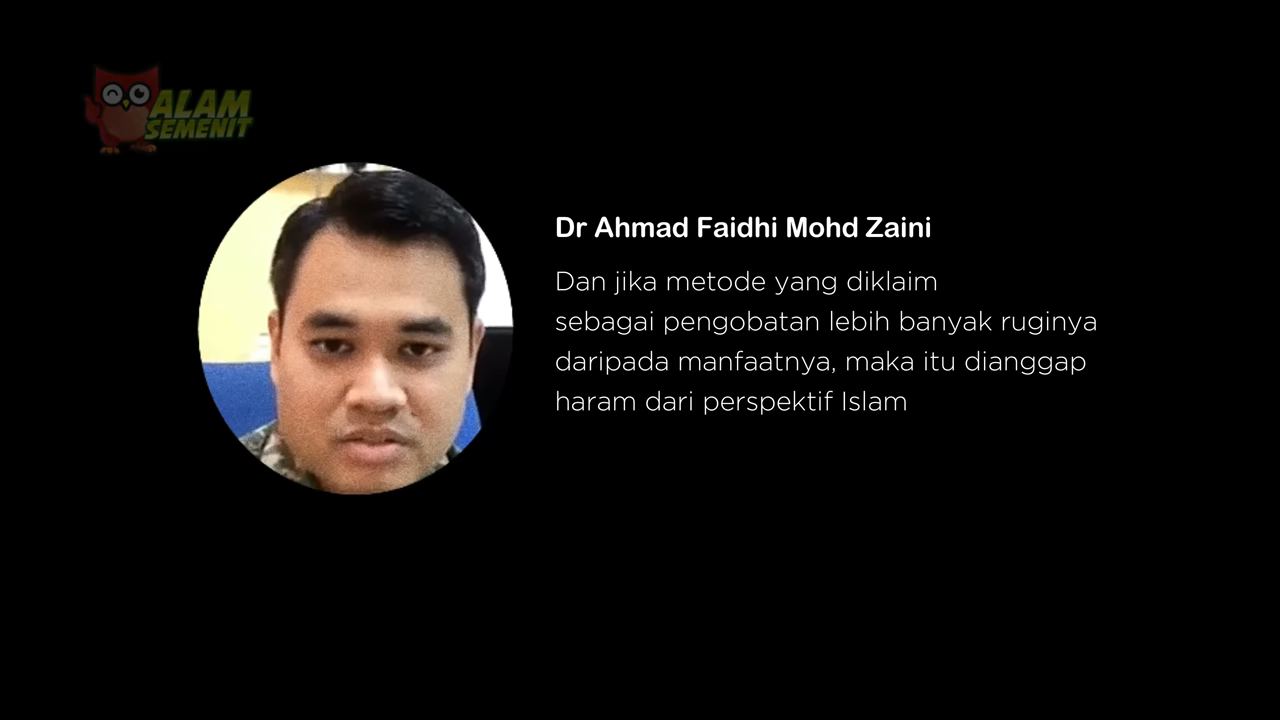 ALAM
SEMENIT
Dr Ahmad Faidhi Mohd Zaini
Dan jika metode yang diklaim
sebagai pengobatan lebih banyak ruginya
daripada manfaatnya, maka itu dianggap
haram dari perspektif Islam